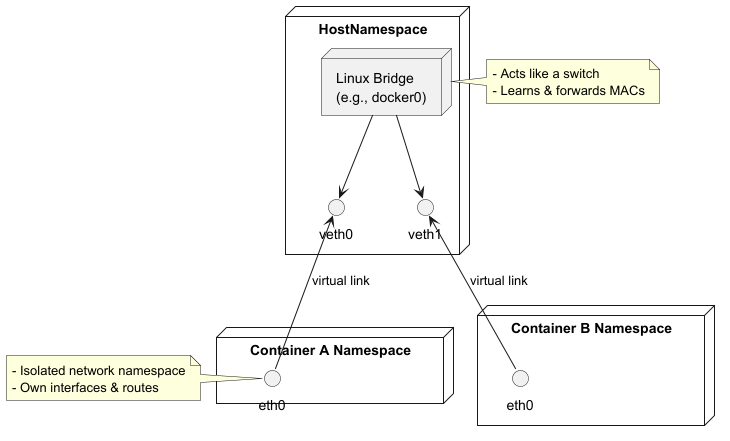 HostNamespace
Linux Bridge
(e.g., docker0)
- Acts like a switch
- Learns & forwards MACs
veth0
veth1
virtual link
virtual link
Container A Namespace
Container B Namespace
- Isolated network namespace
- Own interfaces & routes
eth0
eth0